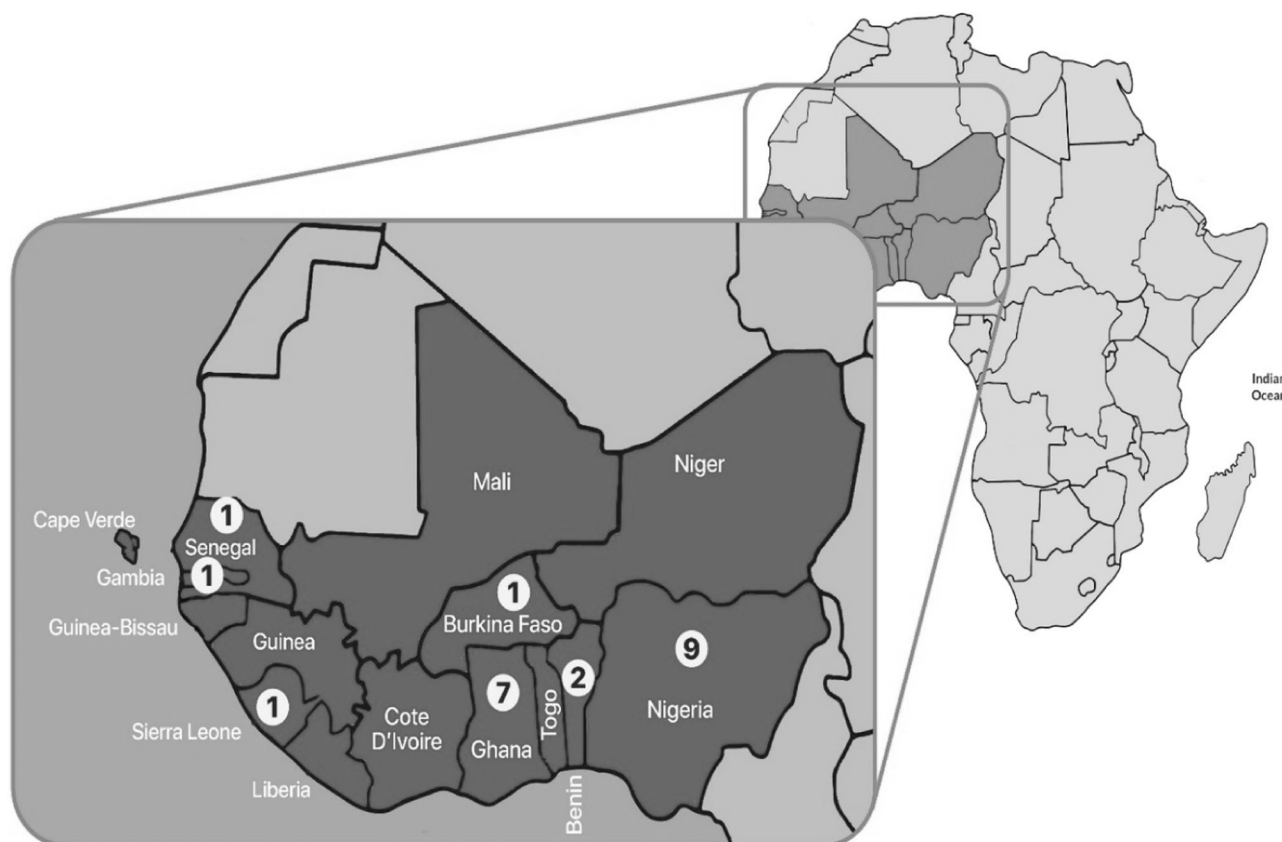 Indian
Ocean
Mali
Niger
Cape Verde
1
Senegal
Gambia
1
1
Burkina Faso
Guinea-Bissau
Guinea
9
7
2
Togo
1
Nigeria
Sierra Leone
Cote
D'Ivoire
Ghana
Liberia
Benin